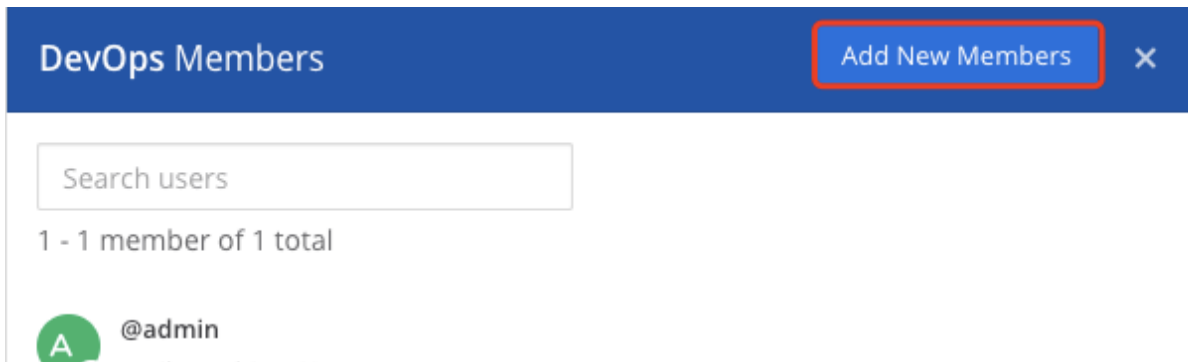 DevOps Members
Add New Members ×
Search users
1 - 1 member of 1 total
A
@admin